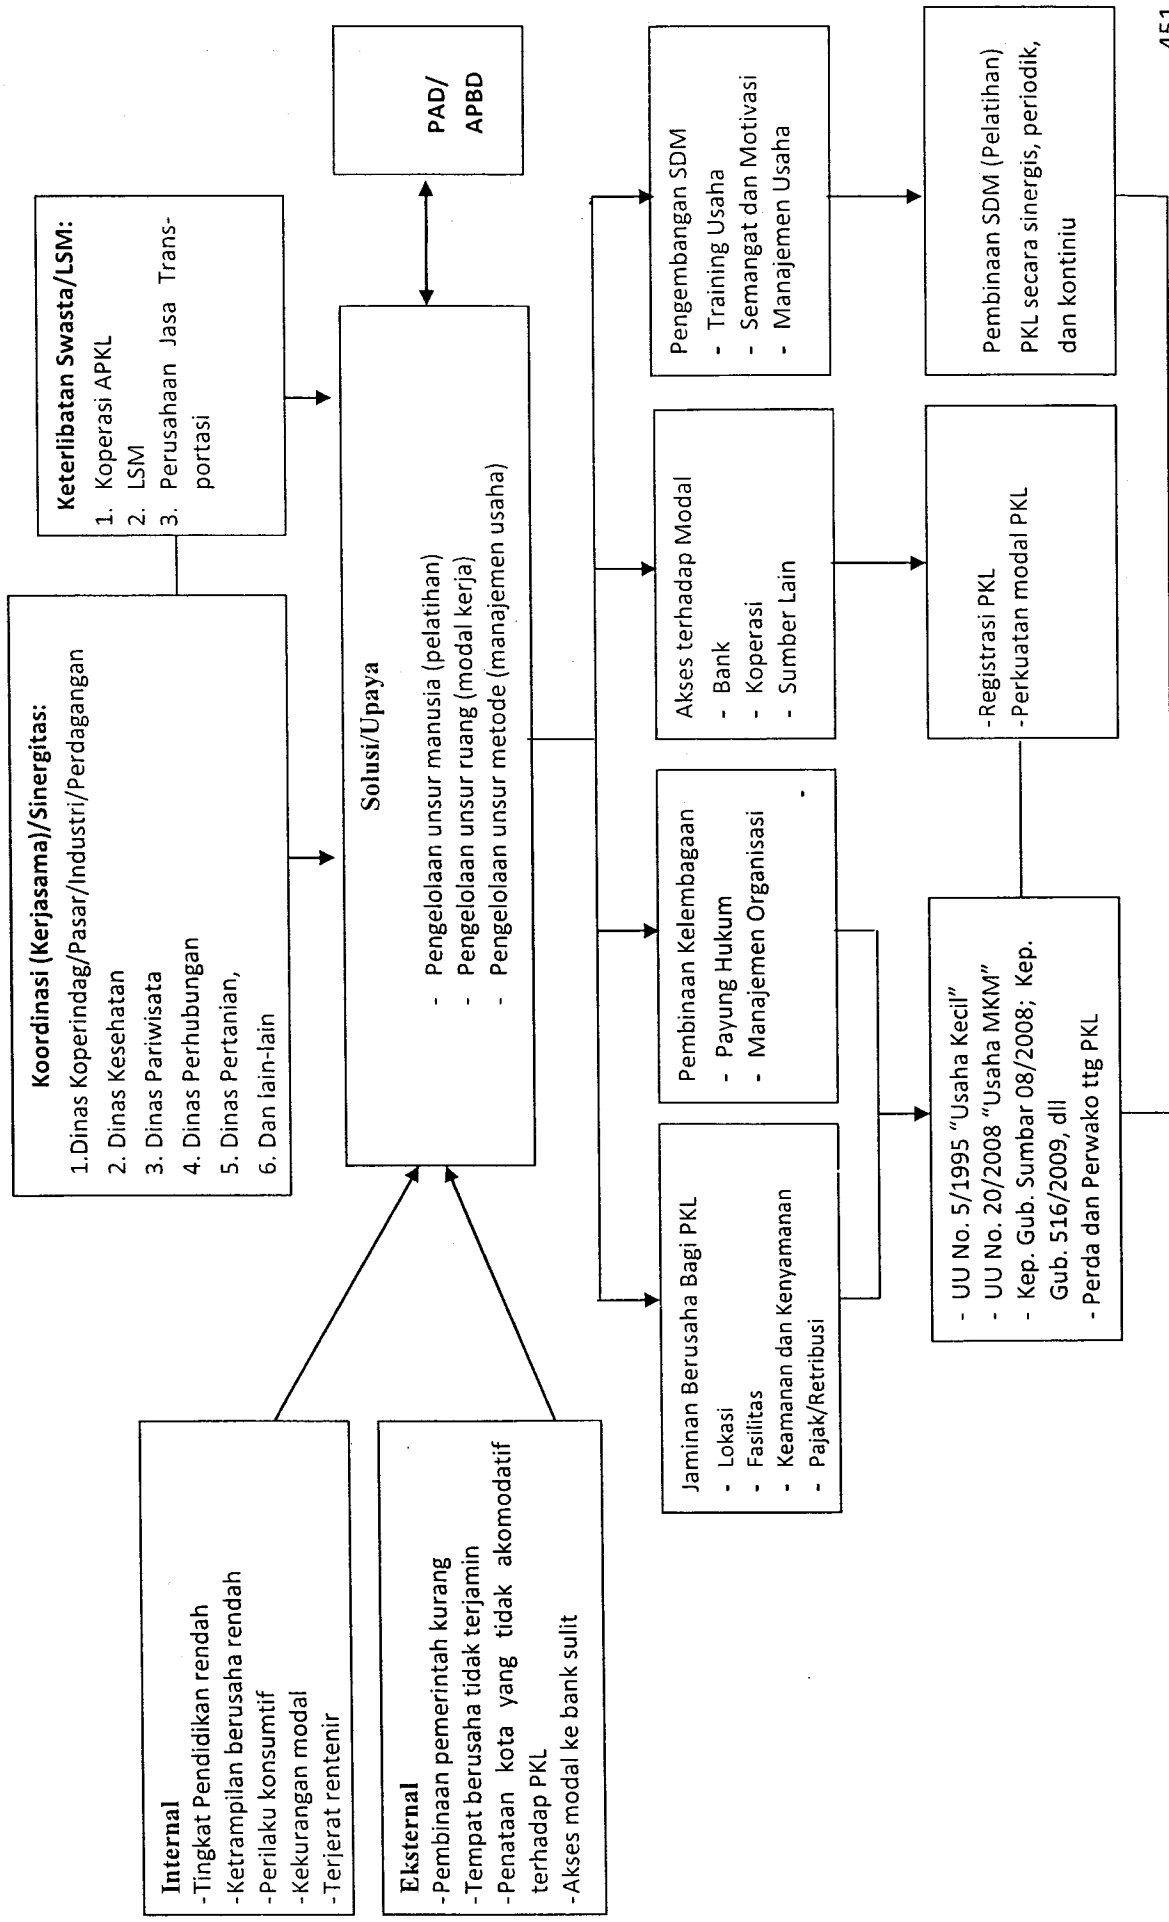 Koordinasi (Kerjasama)/Sinergitas:
1.Dinas Koperindag/Pasar/Industri/Perdagangan
2. Dinas Kesehatan
3. Dinas Pariwisata
4. Dinas Perhubungan
5. Dinas Pertanian,
6. Dan lain-lain
Keterlibatan Swasta/LSM:
1. Koperasi APKL
2. LSM
3. Perusahaan Jasa Trans-
portasi
Internal
-Tingkat Pendidikan rendah
-Ketrampilan berusaha rendah
-Perilaku konsumtif
-Kekurangan modal
-Terjerat rentenir
Eksternal
-Pembinaan pemerintah kurang
-Tempat berusaha tidak terjamin
-Penataan kota yang tidak akomodatif
terhadap PKL
-Akses modal ke bank sulit
Solusi/Upaya
- Pengelolaan unsur manusia (pelatihan)
- Pengelolaan unsur ruang (modal kerja)
- Pengelolaan unsur metode (manajemen usaha)
PAD/
APBD
Jaminan Berusaha Bagi PKL
- Lokasi
- Fasilitas
- Keamanan dan Kenyamanan
- Pajak/Retribusi
Pembinaan Kelembagaan
- Payung Hukum
- Manajemen Organisasi
-
Akses terhadap Modal
- Bank
- Koperasi
- Sumber Lain
Pengembangan SDM
- Training Usaha
- Semangat dan Motivasi
- Manajemen Usaha
- UU No. 5/1995 "Usaha Kecil"
- UU No. 20/2008 "Usaha MKM"
- Kep. Gub. Sumbar 08/2008; Kep.
Gub. 516/2009, dll
- Perda dan Perwako ttg PKL
-Registrasi PKL
-Perkuatan modal PKL
Pembinaan SDM (Pelatihan)
PKL secara sinergis, periodik,
dan kontiniu
451